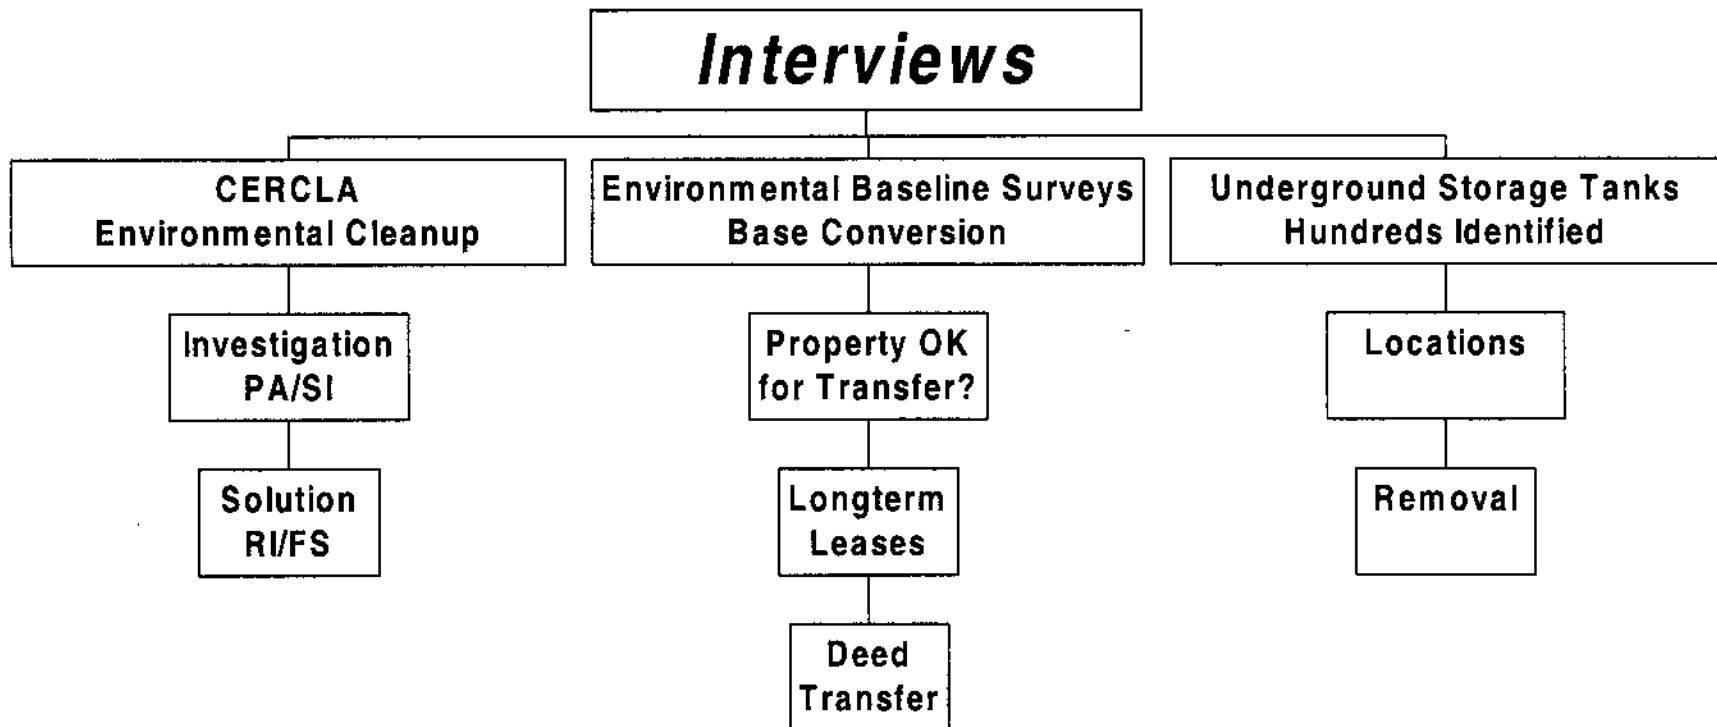 Interviews
CERCLA
Environmental Cleanup
Environmental Baseline Surveys
Base Conversion
Underground Storage Tanks
Hundreds Identified
Investigation
PA/SI
Property OK
for Transfer?
Locations
Solution
RI/FS
Longterm
Leases
Removal
Deed
Transfer